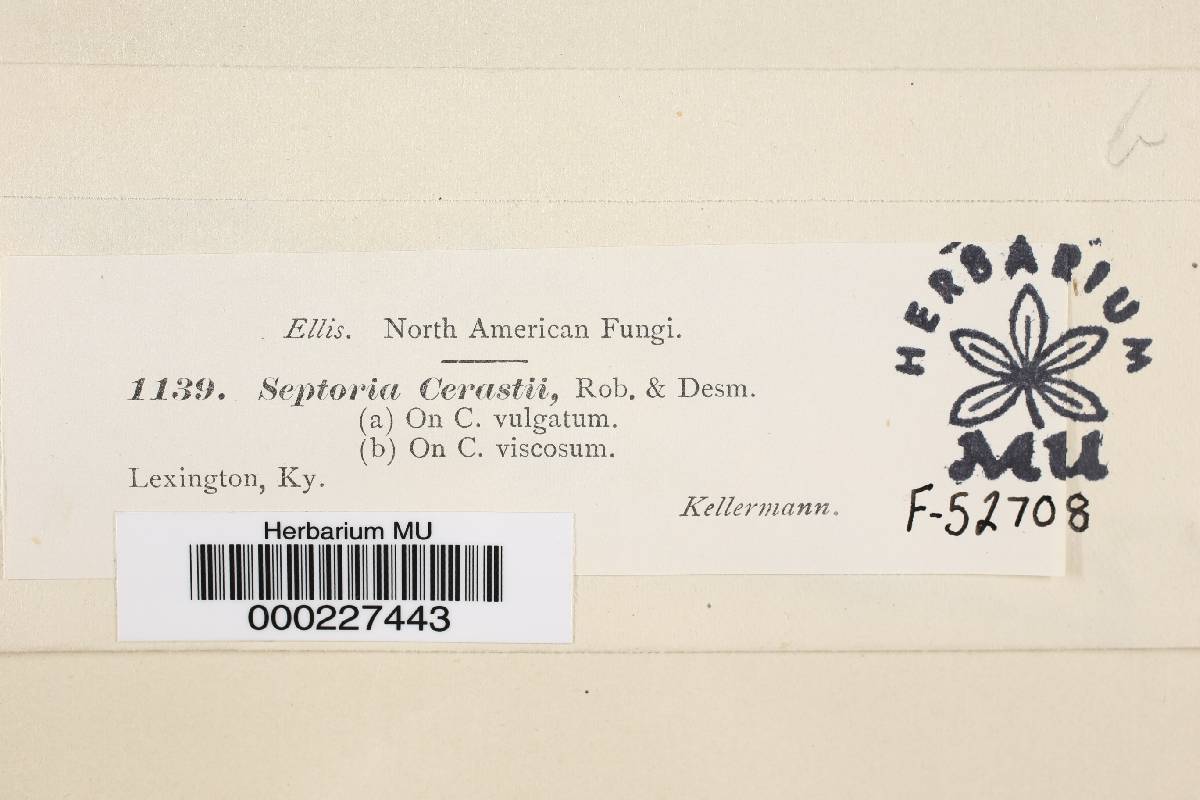 b
Ellis. North American Fungi.
1139. Septoria Cerastii, Rob. & Desm.
(a) On C. vulgatum.
(b) On C. viscosum.
Lexington, Ky.
Kellermann.
HERBARIUM
MU
F-52708
Herbarium MU
000227443